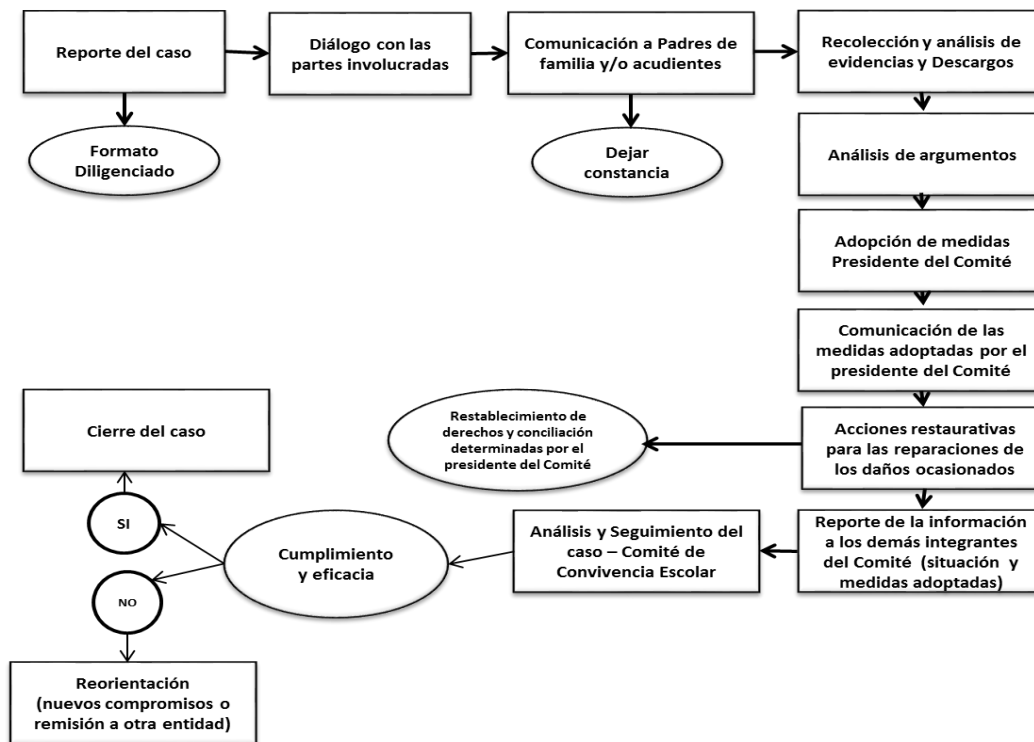 Reporte del caso
Diálogo con las
partes involucradas
Comunicación a Padres de
familia y/o acudientes
Recolección y análisis de
evidencias y Descargos
Formato
Diligenciado
Dejar
constancia
Análisis de argumentos
Adopción de medidas
Presidente del Comité
Comunicación de las
medidas adoptadas por el
presidente del Comité
Acciones restaurativas
para las reparaciones de
los daños ocasionados
Restablecimiento de
derechos y conciliación
determinadas por el
presidente del Comité
Reporte de la información
a los demás integrantes
del Comité (situación y
medidas adoptadas)
Análisis y Seguimiento del
caso – Comité de
Convivencia Escolar
Cumplimiento
y eficacia
SI
Cierre del caso
NO
Reorientación
(nuevos compromisos o
remisión a otra entidad)